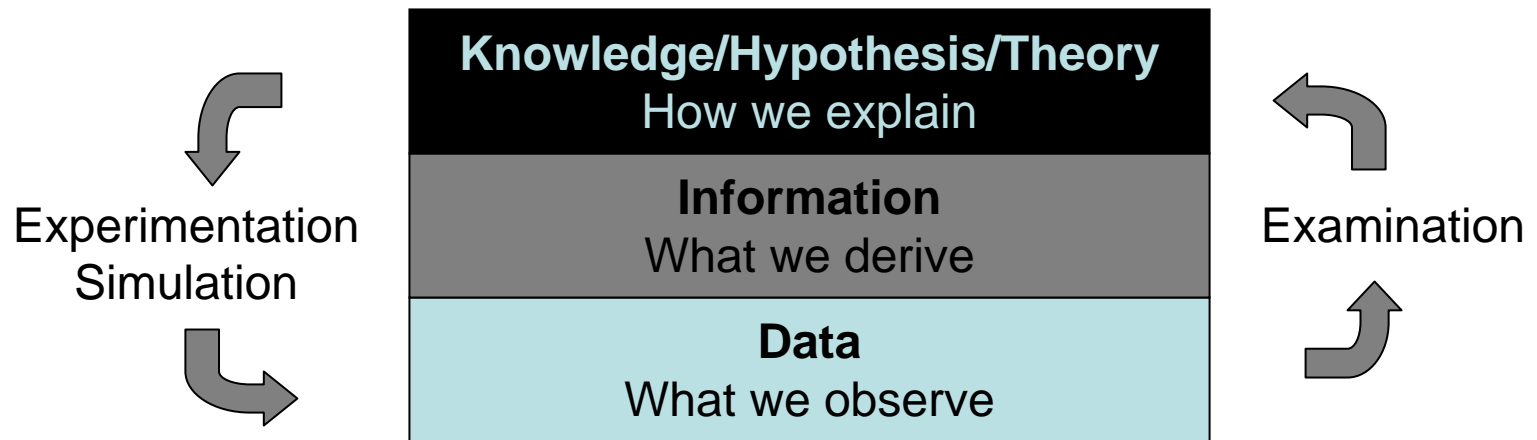 Knowledge/Hypothesis/Theory
How we explain
Experimentation
Simulation
Information
What we derive
Examination
Data
What we observe